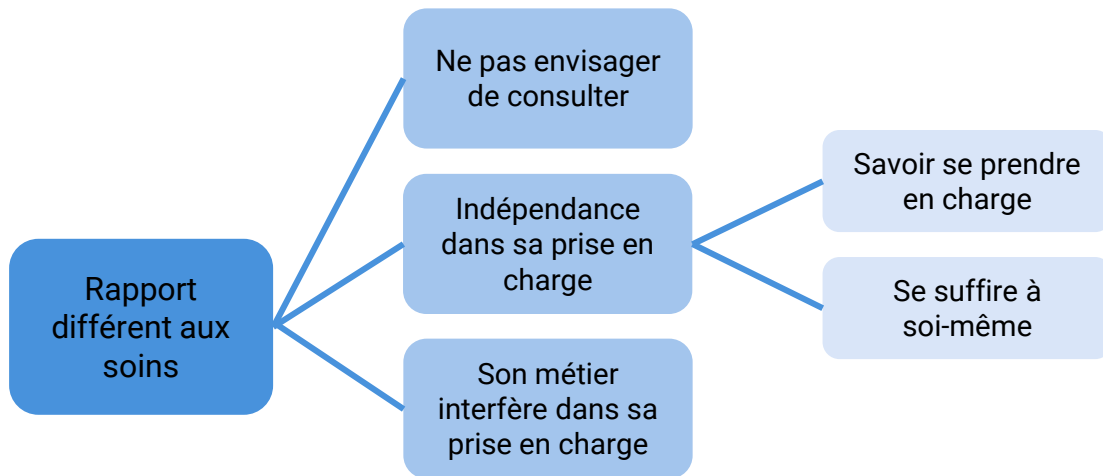 Rapport
différent aux
soins
Ne pas envisager
de consulter
Indépendance
dans sa prise en
charge
Son métier
interfère dans sa
prise en charge
Savoir se prendre
en charge
Se suffire à
soi-même